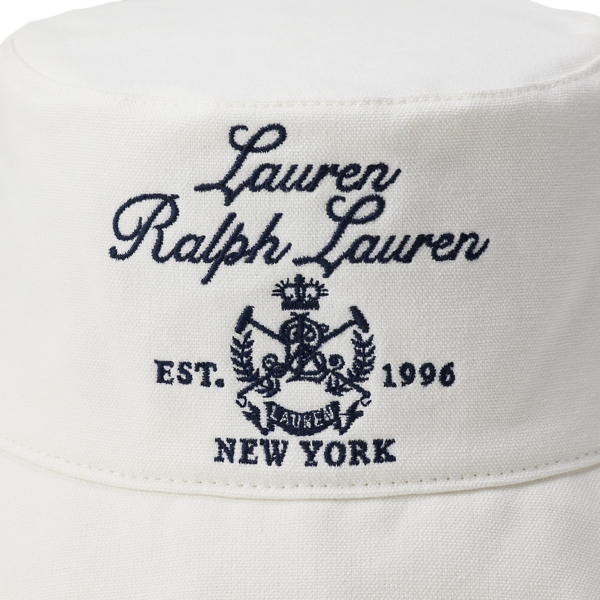 Lauren
Ralph Lauren
EST. 1996
LAUREN
NEW YORK